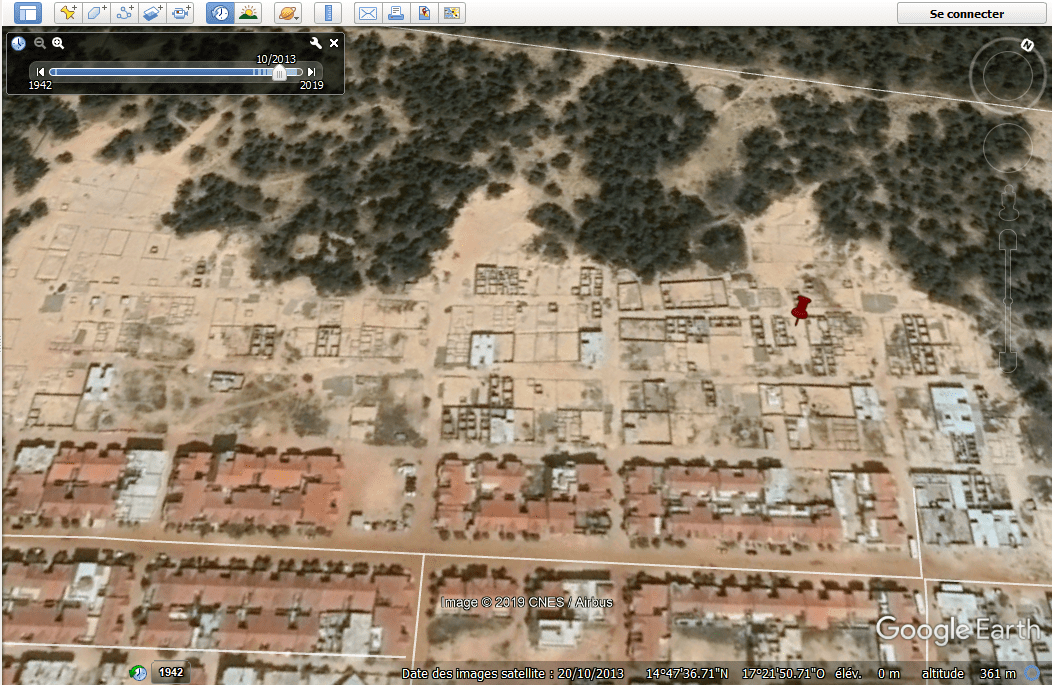 Se connecter
N
10/2013
1942
2019
Image © 2019 CNES / Airbus
Google Earth
1942
Date des images satellite : 20/10/2013 14°47'36.71"N 17°21'50.71"O élév. 0 m altitude 361 m